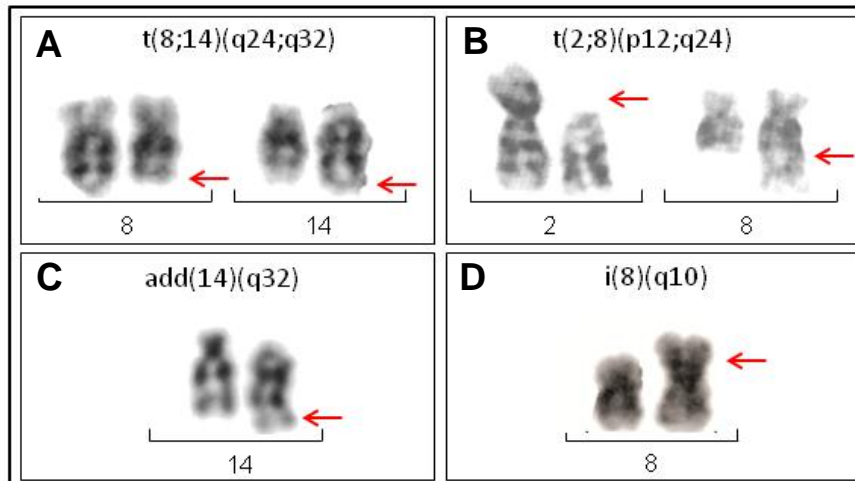 A
t(8;14)(q24;q32)
8
14
B
t(2;8)(p12;q24)
2
8
C
add(14)(q32)
14
D
i(8)(q10)
8